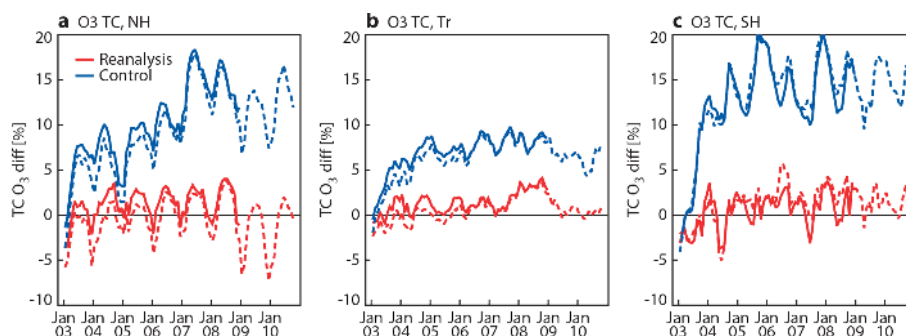 a O3 TC, NH
b O3 TC, Tr
c O3 TC, SH
Reanalysis
Control
TC O₃ diff [%]
20
15
10
5
0
-5
-10
Jan 03 Jan 04 Jan 05 Jan 06 Jan 07 Jan 08 Jan 09 Jan 10
TC O₃ diff [%]
20
15
10
5
0
-5
-10
Jan 03 Jan 04 Jan 05 Jan 06 Jan 07 Jan 08 Jan 09 Jan 10
TC O₃ diff [%]
20
15
10
5
0
-5
-10
Jan 03 Jan 04 Jan 05 Jan 06 Jan 07 Jan 08 Jan 09 Jan 10